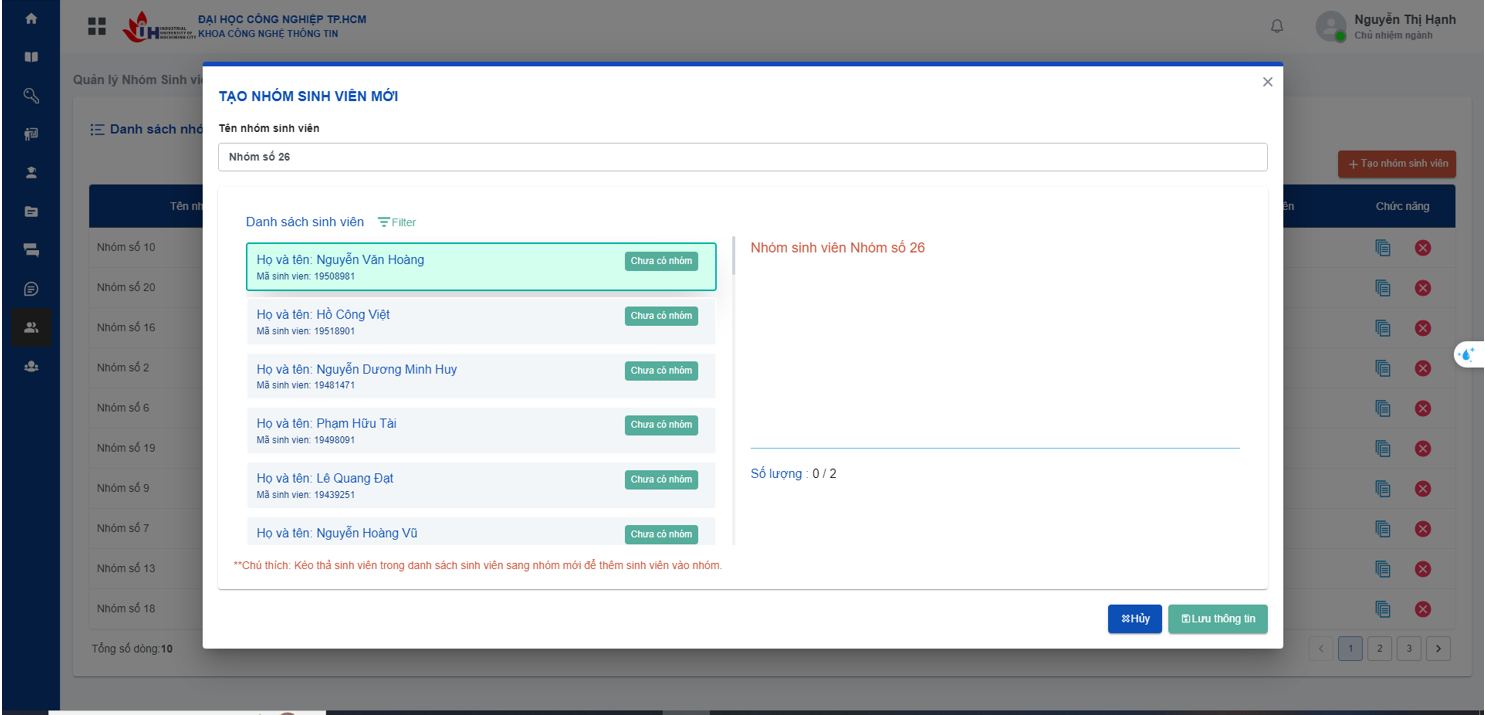 ĐẠI HỌC CÔNG NGHIỆP TP.HCM
KHOA CÔNG NGHỆ THÔNG TIN
Nguyễn Thị Hạnh
Chủ nhiệm ngành
Quản lý Nhóm Sinh vi
Danh sách nhó
+ Tạo nhóm sinh viên
Tên nh
ên
Chức năng
Nhóm số 10
Nhóm số 20
Nhóm số 16
Nhóm số 2
Nhóm số 6
Nhóm số 19
Nhóm số 9
Nhóm số 7
Nhóm số 13
Nhóm số 18
Tổng số dòng:10
1
2
3
TẠO NHÓM SINH VIÊN MỚI
Tên nhóm sinh viên
Nhóm số 26
Danh sách sinh viên
Filter
Họ và tên: Nguyễn Văn Hoàng
Mã sinh vien: 19508981
Chưa có nhóm
Họ và tên: Hồ Công Việt
Mã sinh vien: 19518901
Chưa có nhóm
Họ và tên: Nguyễn Dương Minh Huy
Mã sinh vien: 19481471
Chưa có nhóm
Họ và tên: Phạm Hữu Tài
Mã sinh vien: 19498091
Chưa có nhóm
Họ và tên: Lê Quang Đạt
Mã sinh vien: 19439251
Chưa có nhóm
Họ và tên: Nguyễn Hoàng Vũ
Chưa có nhóm
Nhóm sinh viên Nhóm số 26
Số lượng : 0 / 2
**Chú thích: Kéo thả sinh viên trong danh sách sinh viên sang nhóm mới để thêm sinh viên vào nhóm.
Hủy
Lưu thông tin